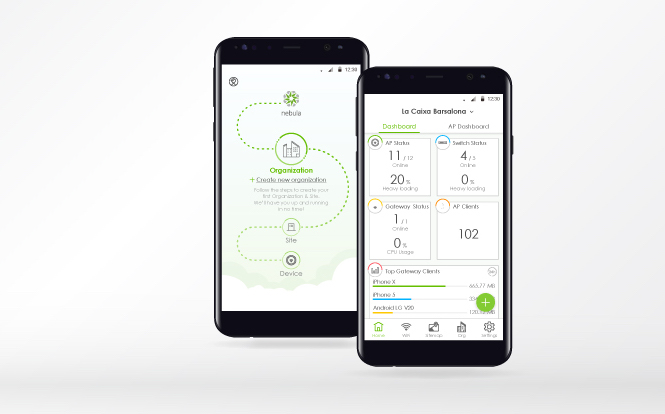 12:30
nebula
Organization
+ Create new organization
Follow the steps to create your
first Organization & Site.
We'll have you up and running
in no time!
Site
Device
12:30
La Caixa Barsalona
Dashboard
AP Dashboard
AP Status
11 / 12
Online
20 %
Heavy loading
Switch Status
4 / 5
Online
0 %
Heavy loading
Gateway Status
1 / 1
Online
0 %
CPU Usage
AP Clients
102
Top Gateway Clients
24H
iPhone X
665.77 MB
iPhone 5
Android LG V20
Home
WiFi
Sitemap
Org
Settings